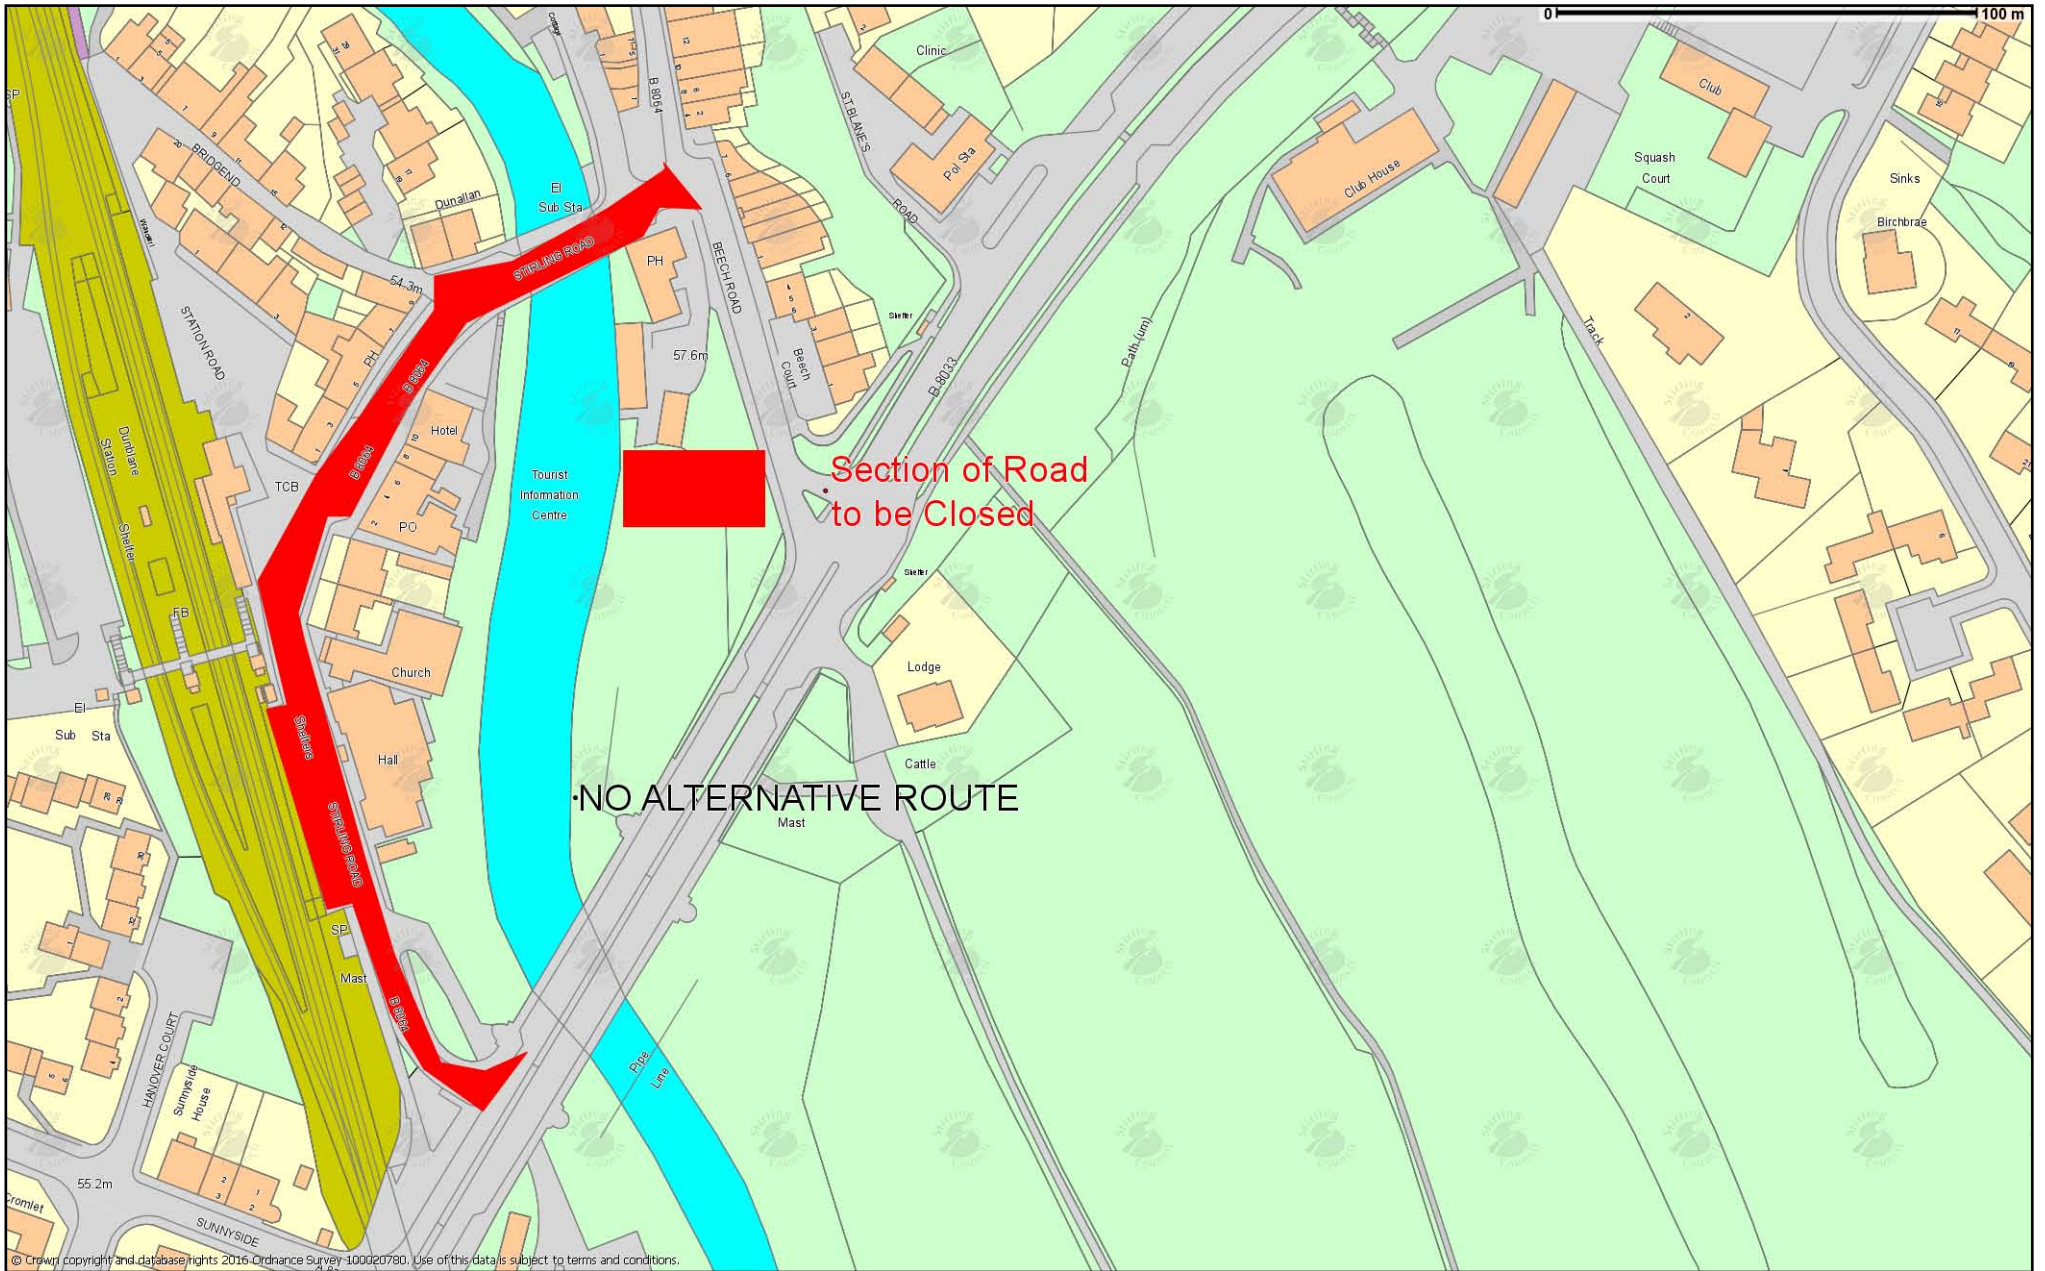 0
100 m
Cottage
B 8064
Clinic
Club
ST BLANE'S
ROAD
Pol Sta
Club House
Squash
Court
Sinks
Birchbrae
BRIDGEND
Dunallan
El
Sub Sta
STIRLING ROAD
PH
BEECH ROAD
54.3m
STATION ROAD
PH
B 8064
57.6m
Shelter
Beech
Court
B 8033
Path (um)
Track
Dunblane
Station
Hotel
B 8064
TCB
PO
Tourist
Information
Centre
Section of Road
to be Closed
Shelter
FB
Shelter
Church
Lodge
El
Sub Sta
Shelters
Hall
Cattle
NO ALTERNATIVE ROUTE
Mast
STIRLING ROAD
SP
Mast
B 8064
HANOVER COURT
Sunnyside
House
Pipe
Line
55.2m
Cromlet
SUNNYSIDE
© Crown copyright and database rights 2016 Ordnance Survey 100020780. Use of this data is subject to terms and conditions.
Stirling
Council